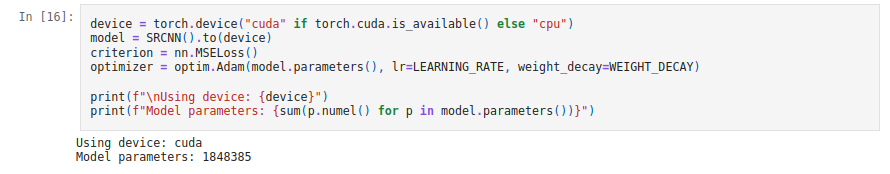 In [16]:
device = torch.device("cuda" if torch.cuda.is_available() else "cpu")
model = SRCNN().to(device)
criterion = nn.MSELoss()
optimizer = optim.Adam(model.parameters(), lr=LEARNING_RATE, weight_decay=WEIGHT_DECAY)
print(f"\nUsing device: {device}")
print(f"Model parameters: {sum(p.numel() for p in model.parameters())}")
Using device: cuda
Model parameters: 1848385